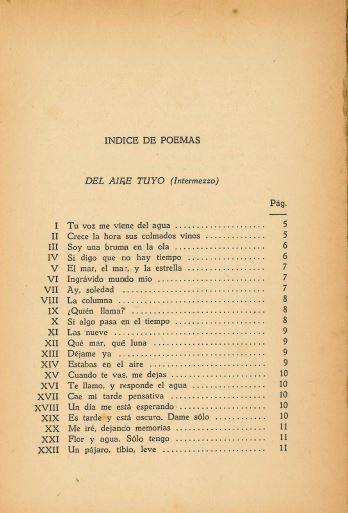 INDICE DE POEMAS
DEL AIRE TUYO (Intermezzo)
Pág.
I Tu voz me viene del agua ..................... 5
II Crece la hora sus colmados vinos ............... 5
III Soy una bruma en la ola ..................... 6
IV Si digo que no hay tiempo .................... 6
V El mar, el mar, y la estrella .................... 7
VI Ingrávido mundo mío ....................... 7
VII Ay, soledad ................................ 7
VIII La columna ................................ 8
IX ¿Quién llama? .............................. 8
X Si algo pasa en el tiempo ...................... 8
XI Las nueve ................................. 9
XII Qué mar, qué luna ......................... 9
XIII Déjame ya ................................ 9
XIV Estabas en el aire .......................... 9
XV Cuando te vas, me dejas ..................... 10
XVI Te llamo, y responde el agua ................. 10
XVII Cae mi tarde pensativa ..................... 10
XVIII Un día me está esperando .................... 10
XIX Es tarde y está oscuro. Dame sólo ............. 10
XX Me iré, dejando memorias .................... 11
XXI Flor y agua. Sólo tengo ...................... 11
XXII Un pájaro, tibio, leve ....................... 11